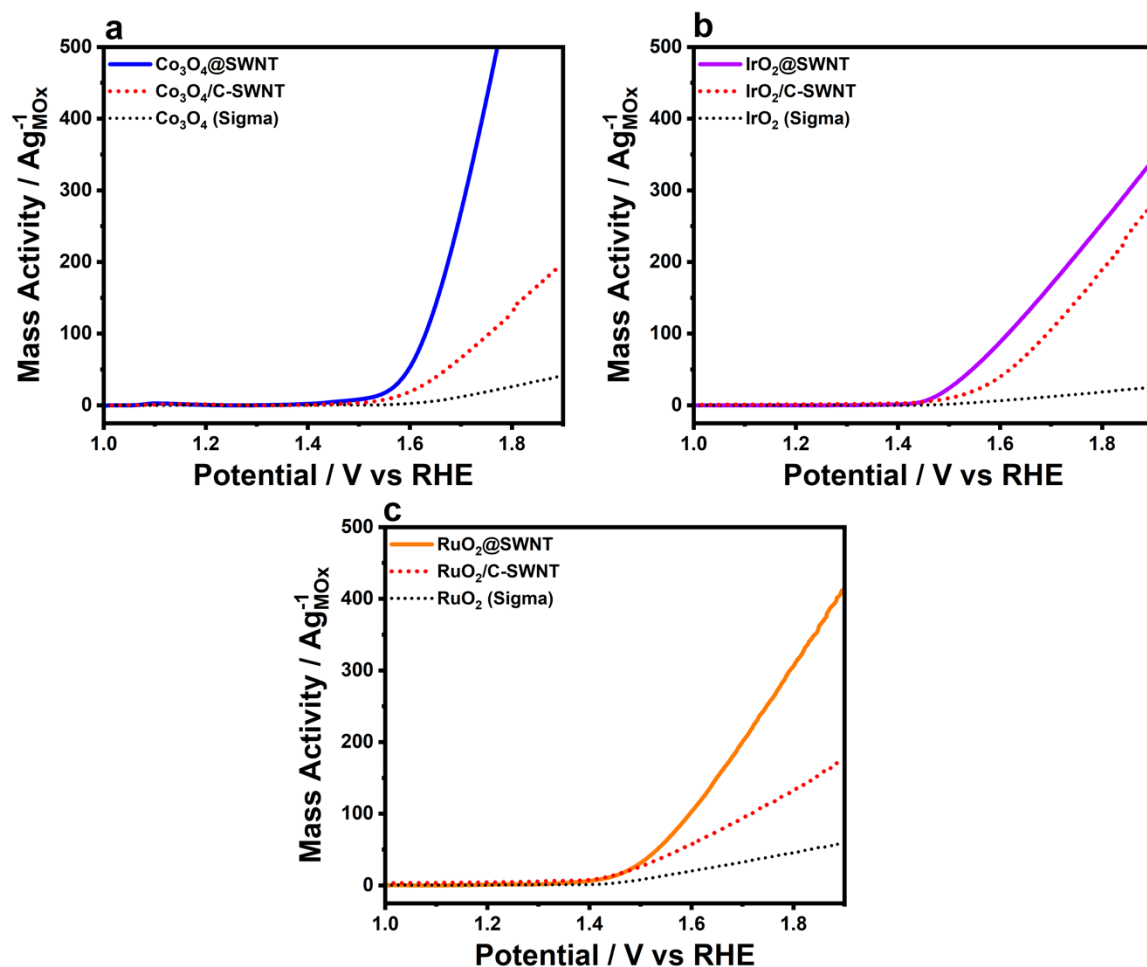 a
500
400
300
200
100
0
Mass Activity / Ag⁻¹MOx
Co₃O₄@SWNT
Co₃O₄/C-SWNT
Co₃O₄ (Sigma)
1.0 1.2 1.4 1.6 1.8
Potential / V vs RHE
b
500
400
300
200
100
0
Mass Activity / Ag⁻¹MOx
IrO₂@SWNT
IrO₂/C-SWNT
IrO₂ (Sigma)
1.0 1.2 1.4 1.6 1.8
Potential / V vs RHE
c
500
400
300
200
100
0
Mass Activity / Ag⁻¹MOx
RuO₂@SWNT
RuO₂/C-SWNT
RuO₂ (Sigma)
1.0 1.2 1.4 1.6 1.8
Potential / V vs RHE